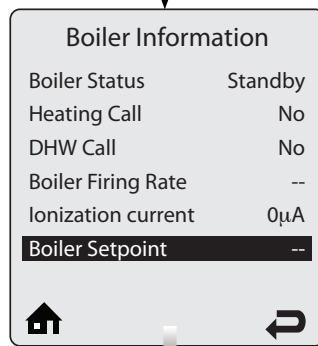 Boiler Information
Boiler Status Standby
Heating Call No
DHW Call No
Boiler Firing Rate --
Ionization current 0µA
Boiler Setpoint --